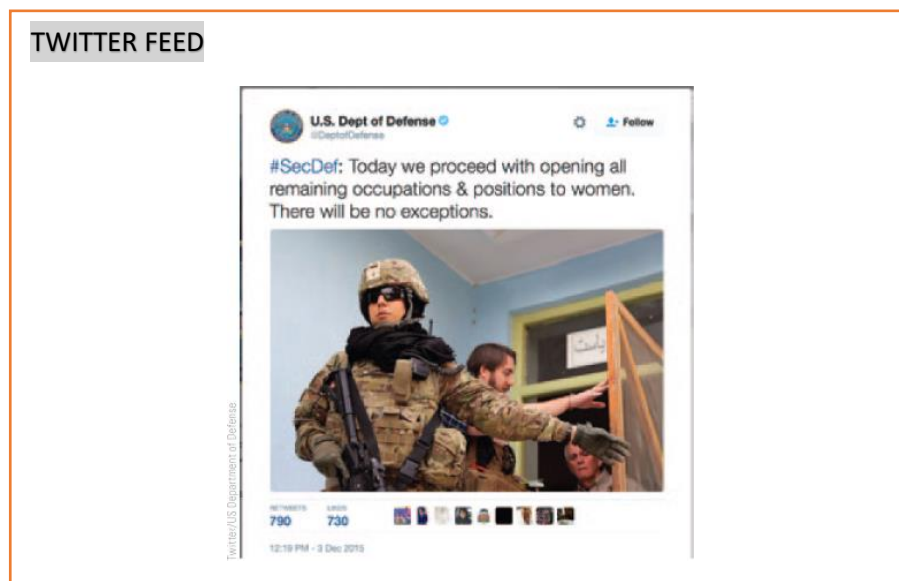 TWITTER FEED
U.S. Dept of Defense
@DeptofDefense
Follow
#SecDef: Today we proceed with opening all
remaining occupations & positions to women.
There will be no exceptions.
RETWEETS LIKES
790 730
12:19 PM - 3 Dec 2015
Twitter/US Department of Defense